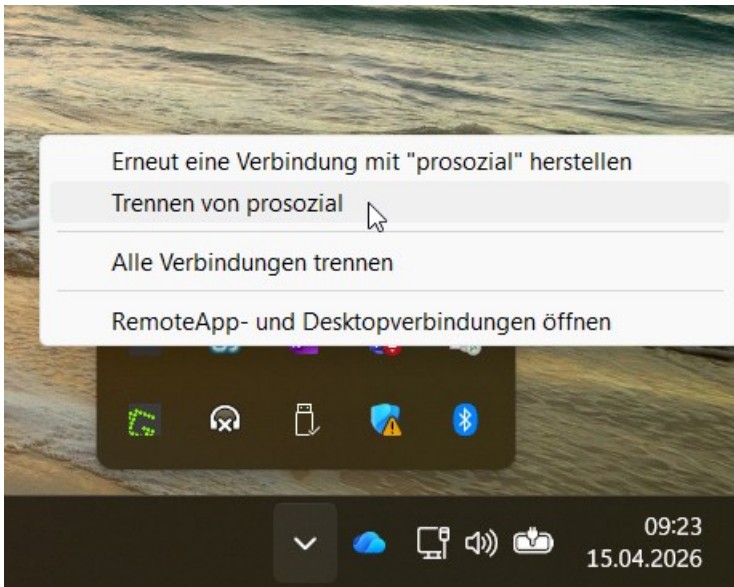 Erneut eine Verbindung mit "prosozial" herstellen
Trennen von prosozial
Alle Verbindungen trennen
RemoteApp- und Desktopverbindungen öffnen
09:23
15.04.2026